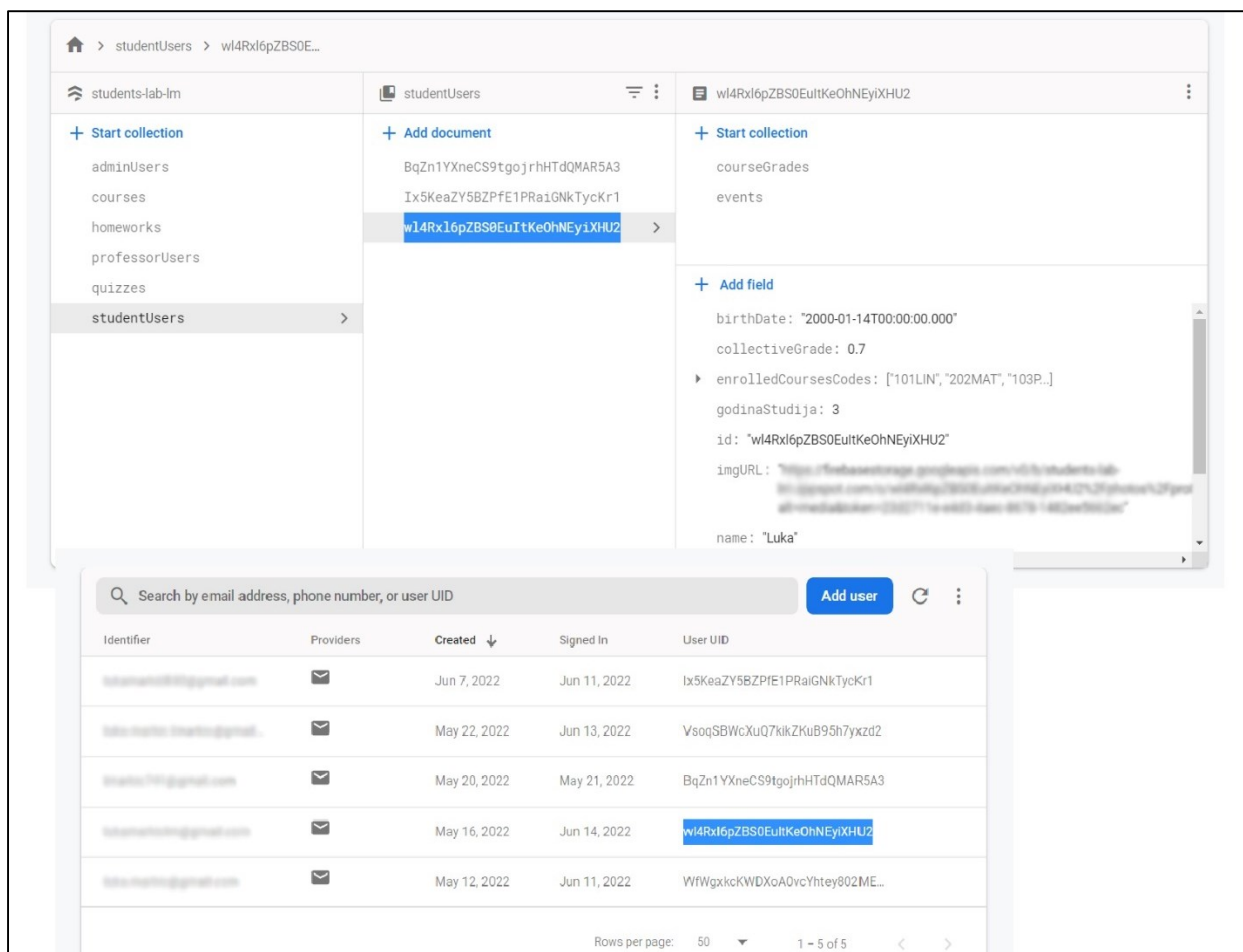 studentUsers > wl4Rxl6pZBS0E...
students-lab-lm
studentUsers
wl4Rxl6pZBS0EuItKeOhNEyiXHU2
+ Start collection
+ Add document
+ Start collection
adminUsers
courses
homeworks
professorUsers
quizzes
studentUsers
BqZn1YXneCS9tgojrhHTdQMAR5A3
Ix5KeaZY5BZPfE1PRaiGNkTycKr1
wl4Rxl6pZBS0EuItKeOhNEyiXHU2
courseGrades
events
+ Add field
birthDate: "2000-01-14T00:00:00.000"
collectiveGrade: 0.7
enrolledCoursesCodes: ["101LIN", "202MAT", "103P...]
godinaStudija: 3
id: "wl4Rxl6pZBS0EuItKeOhNEyiXHU2"
imgURL:
name: "Luka"
Search by email address, phone number, or user UID
Add user
Identifier Providers Created Signed In User UID
Jun 7, 2022 Jun 11, 2022 Ix5KeaZY5BZPfE1PRaiGNkTycKr1
May 22, 2022 Jun 13, 2022 VsoqSBWcXuQ7kikZKuB95h7yxzd2
May 20, 2022 May 21, 2022 BqZn1YXneCS9tgojrhHTdQMAR5A3
May 16, 2022 Jun 14, 2022 wl4Rxl6pZBS0EuItKeOhNEyiXHU2
May 12, 2022 Jun 11, 2022 WfWgxkcKWDXoA0vcYhtey802ME...
Rows per page: 50 1 – 5 of 5